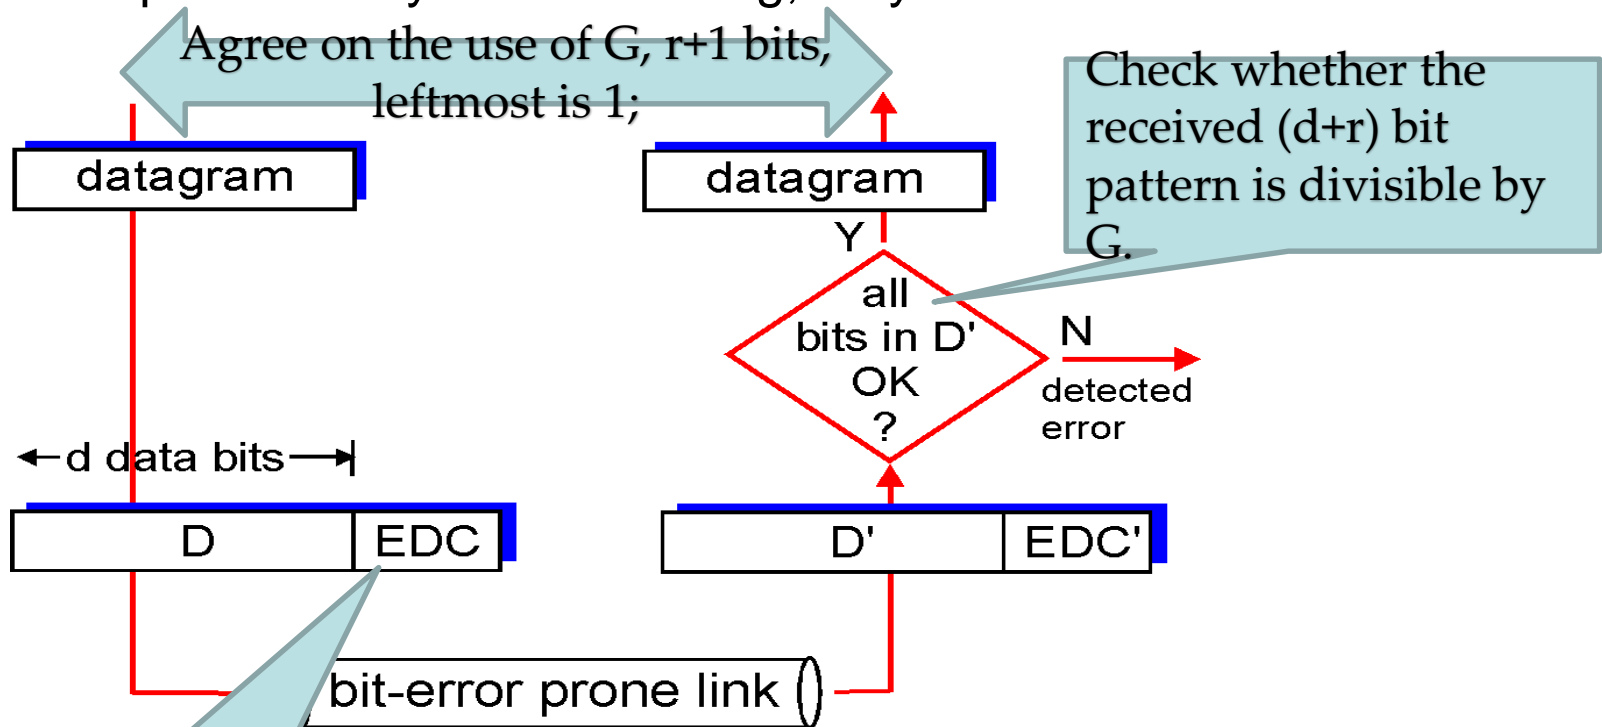 Agree on the use of G, r+1 bits,
leftmost is 1;
Check whether the
received (d+r) bit
pattern is divisible by
G.
datagram
datagram
Y
all
bits in D'
OK
?
N
detected
error
d data bits
D
EDC
D'
EDC'
bit-error prone link